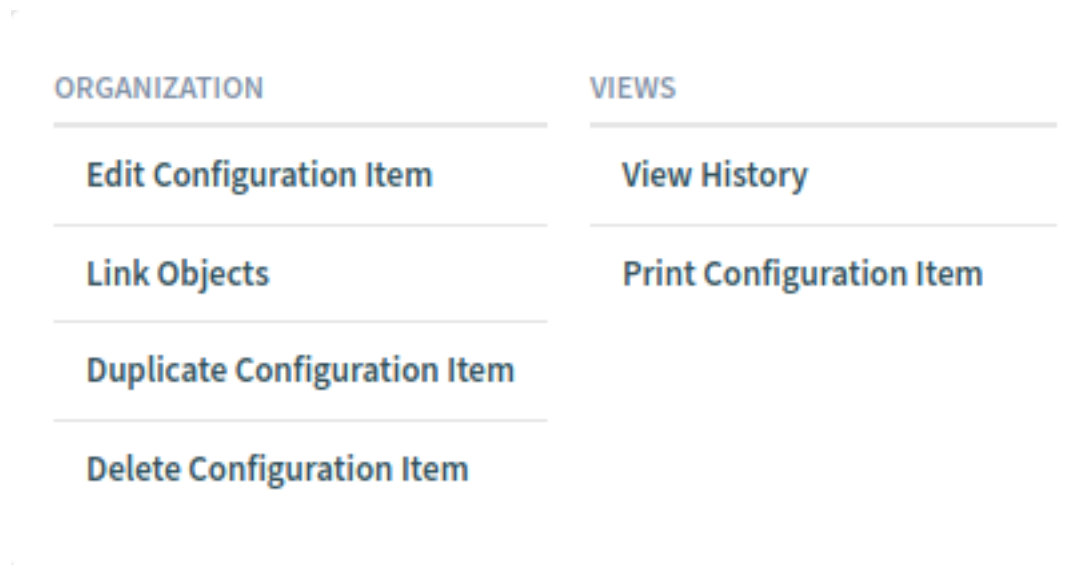 ORGANIZATION
Edit Configuration Item
Link Objects
Duplicate Configuration Item
Delete Configuration Item
VIEWS
View History
Print Configuration Item